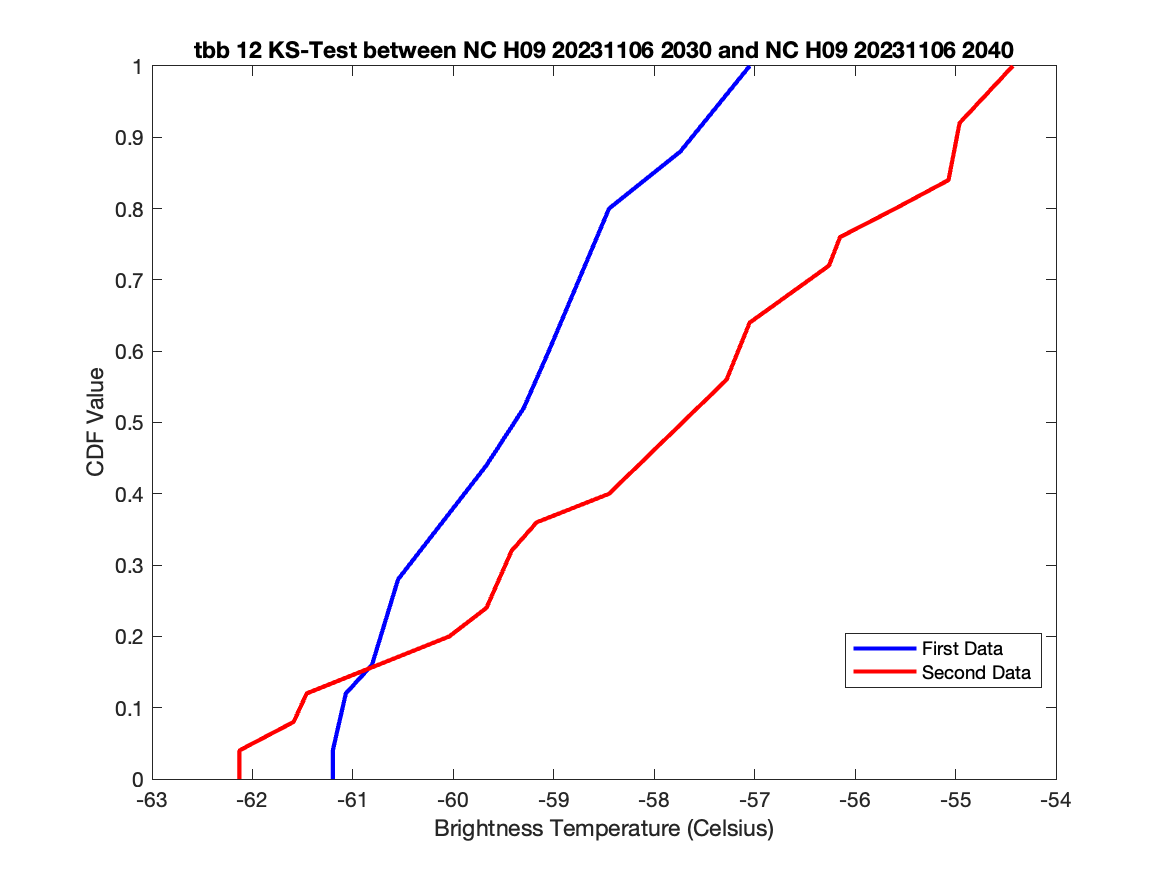 tbb 12 KS-Test between NC H09 20231106 2030 and NC H09 20231106 2040
1
0.9
0.8
0.7
0.6
0.5
0.4
0.3
0.2
0.1
0
CDF Value
First Data
Second Data
-63 -62 -61 -60 -59 -58 -57 -56 -55 -54
Brightness Temperature (Celsius)